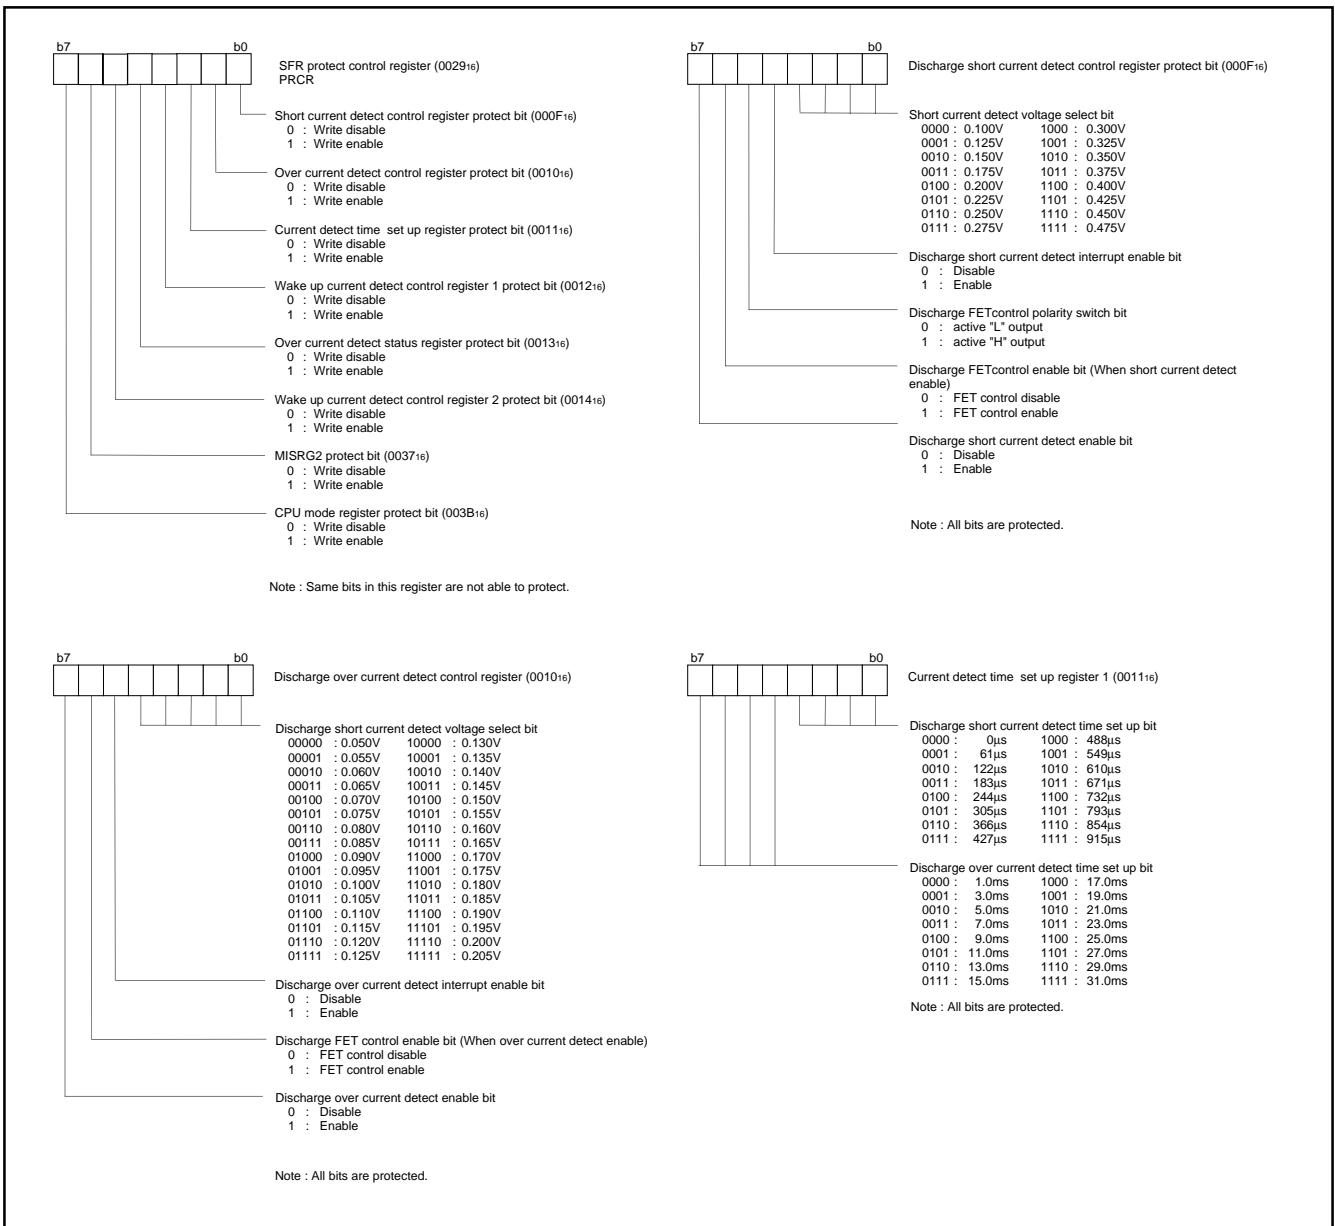 b7 b0
SFR protect control register (002916)
PRCR
Short current detect control register protect bit (000F16)
0 : Write disable
1 : Write enable
Over current detect control register protect bit (001016)
0 : Write disable
1 : Write enable
Current detect time set up register protect bit (001116)
0 : Write disable
1 : Write enable
Wake up current detect control register 1 protect bit (001216)
0 : Write disable
1 : Write enable
Over current detect status register protect bit (001316)
0 : Write disable
1 : Write enable
Wake up current detect control register 2 protect bit (001416)
0 : Write disable
1 : Write enable
MISRG2 protect bit (003716)
0 : Write disable
1 : Write enable
CPU mode register protect bit (003B16)
0 : Write disable
1 : Write enable
Note : Same bits in this register are not able to protect.
b7 b0
Discharge short current detect control register protect bit (000F16)
Short current detect voltage select bit
0000 : 0.100V 1000 : 0.300V
0001 : 0.125V 1001 : 0.325V
0010 : 0.150V 1010 : 0.350V
0011 : 0.175V 1011 : 0.375V
0100 : 0.200V 1100 : 0.400V
0101 : 0.225V 1101 : 0.425V
0110 : 0.250V 1110 : 0.450V
0111 : 0.275V 1111 : 0.475V
Discharge short current detect interrupt enable bit
0 : Disable
1 : Enable
Discharge FETcontrol polarity switch bit
0 : active "L" output
1 : active "H" output
Discharge FETcontrol enable bit (When short current detect
enable)
0 : FET control disable
1 : FET control enable
Discharge short current detect enable bit
0 : Disable
1 : Enable
Note : All bits are protected.
b7 b0
Discharge over current detect control register (001016)
Discharge short current detect voltage select bit
00000 : 0.050V 10000 : 0.130V
00001 : 0.055V 10001 : 0.135V
00010 : 0.060V 10010 : 0.140V
00011 : 0.065V 10011 : 0.145V
00100 : 0.070V 10100 : 0.150V
00101 : 0.075V 10101 : 0.155V
00110 : 0.080V 10110 : 0.160V
00111 : 0.085V 10111 : 0.165V
01000 : 0.090V 11000 : 0.170V
01001 : 0.095V 11001 : 0.175V
01010 : 0.100V 11010 : 0.180V
01011 : 0.105V 11011 : 0.185V
01100 : 0.110V 11100 : 0.190V
01101 : 0.115V 11101 : 0.195V
01110 : 0.120V 11110 : 0.200V
01111 : 0.125V 11111 : 0.205V
Discharge over current detect interrupt enable bit
0 : Disable
1 : Enable
Discharge FET control enable bit (When over current detect enable)
0 : FET control disable
1 : FET control enable
Discharge over current detect enable bit
0 : Disable
1 : Enable
Note : All bits are protected.
b7 b0
Current detect time set up register 1 (001116)
Discharge short current detect time set up bit
0000 : 0µs 1000 : 488µs
0001 : 61µs 1001 : 549µs
0010 : 122µs 1010 : 610µs
0011 : 183µs 1011 : 671µs
0100 : 244µs 1100 : 732µs
0101 : 305µs 1101 : 793µs
0110 : 366µs 1110 : 854µs
0111 : 427µs 1111 : 915µs
Discharge over current detect time set up bit
0000 : 1.0ms 1000 : 17.0ms
0001 : 3.0ms 1001 : 19.0ms
0010 : 5.0ms 1010 : 21.0ms
0011 : 7.0ms 1011 : 23.0ms
0100 : 9.0ms 1100 : 25.0ms
0101 : 11.0ms 1101 : 27.0ms
0110 : 13.0ms 1110 : 29.0ms
0111 : 15.0ms 1111 : 31.0ms
Note : All bits are protected.